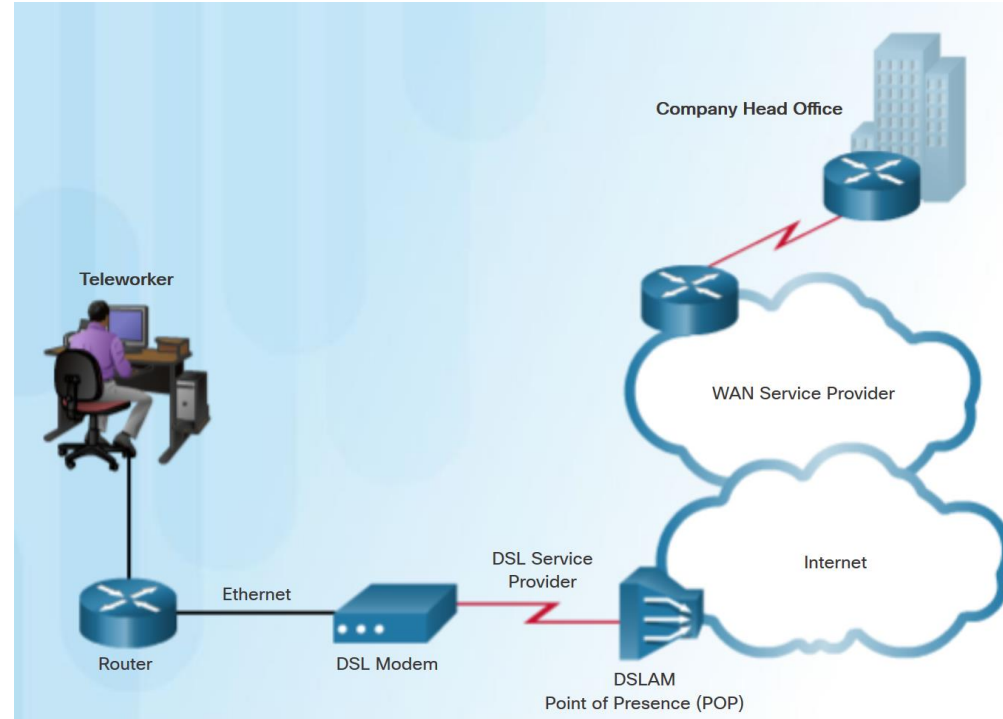 Company Head Office
Teleworker
WAN Service Provider
DSL Service
Provider
Internet
Ethernet
Router
DSL Modem
DSLAM
Point of Presence (POP)